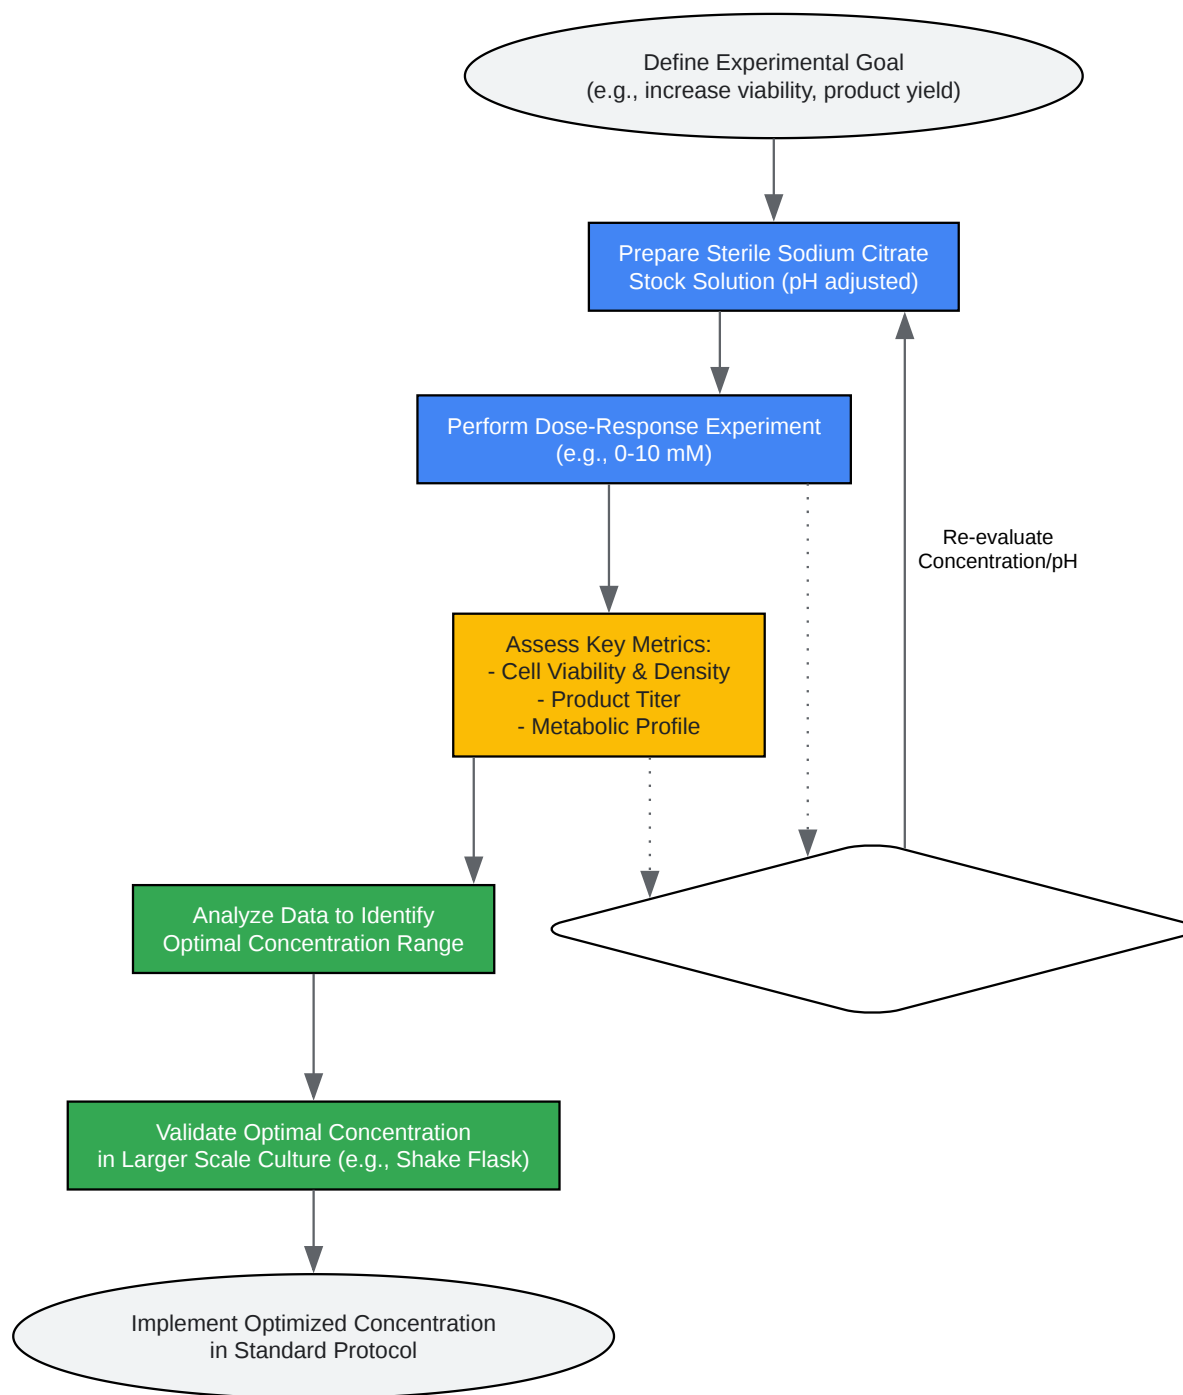 Define Experimental Goal
(e.g., increase viability, product yield)
Prepare Sterile Sodium Citrate
Stock Solution (pH adjusted)
Perform Dose-Response Experiment
(e.g., 0-10 mM)
Re-evaluate
Concentration/pH
Assess Key Metrics:
- Cell Viability & Density
- Product Titer
- Metabolic Profile
Analyze Data to Identify
Optimal Concentration Range
Validate Optimal Concentration
in Larger Scale Culture (e.g., Shake Flask)
Implement Optimized Concentration
in Standard Protocol